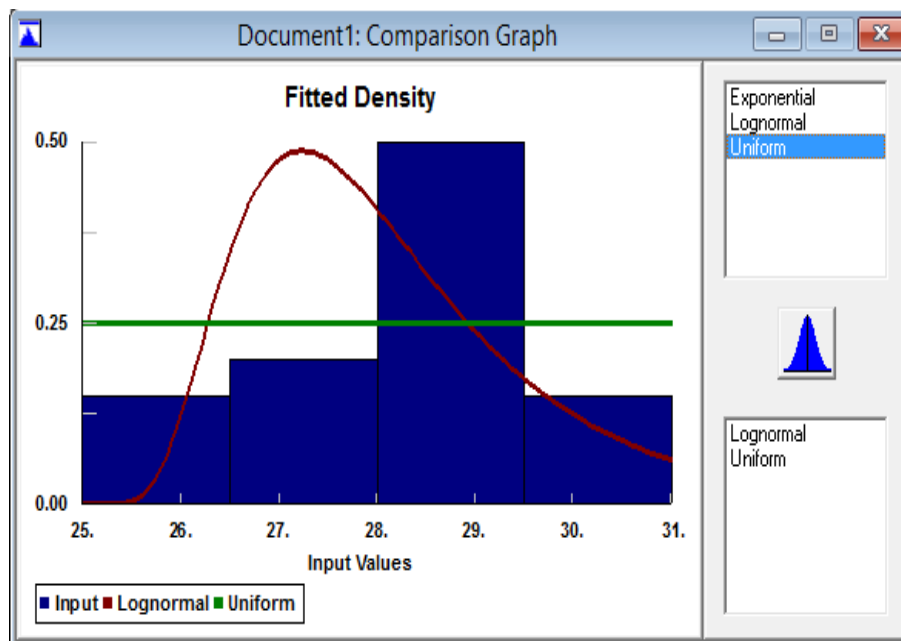 Document1: Comparison Graph
Fitted Density
0.50
0.25
0.00
25. 26. 27. 28. 29. 30. 31.
Input Values
Input Lognormal Uniform
Exponential
Lognormal
Uniform
Lognormal
Uniform